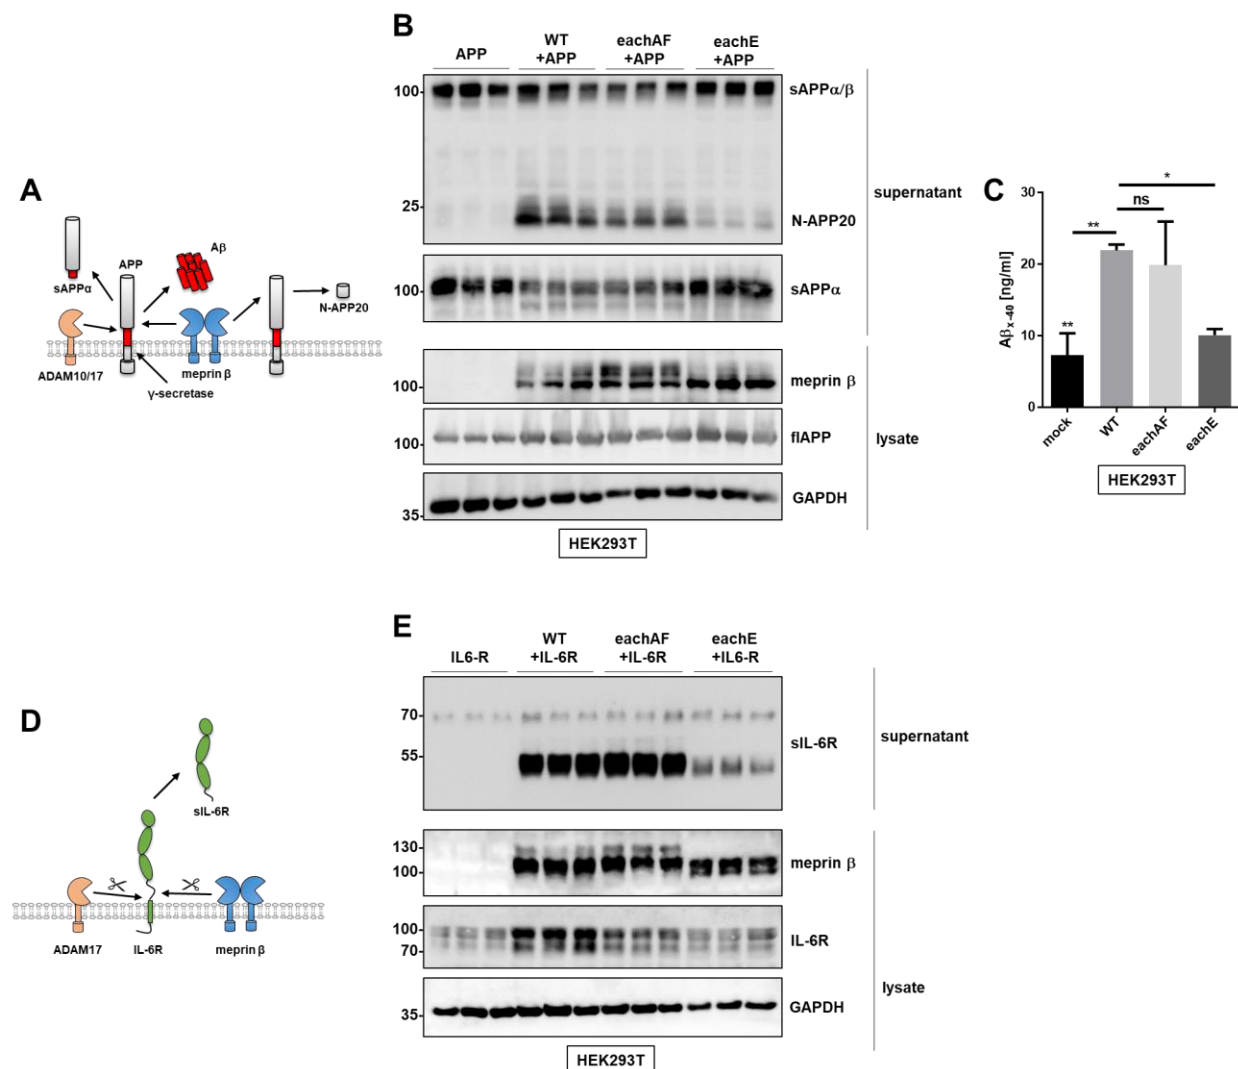 A
sAPPα
APP
Aβ
N-APP20
ADAM10/17
meprin β
γ-secretase
B
APP
WT
+APP
eachAF
+APP
eachE
+APP
100-
sAPPα/β
25-
N-APP20
supernatant
100-
sAPPα
100-
meprin β
100-
flAPP
lysate
35-
GAPDH
HEK293T
C
Aβx-40 [ng/ml]
30
20
10
0
**
**
ns
*
mock
WT
eachAF
eachE
HEK293T
D
sIL-6R
ADAM17
IL-6R
meprin β
E
IL6-R
WT
+IL-6R
eachAF
+IL-6R
eachE
+IL6-R
70-
55-
sIL-6R
supernatant
130-
100-
meprin β
100-
70-
IL-6R
lysate
35-
GAPDH
HEK293T